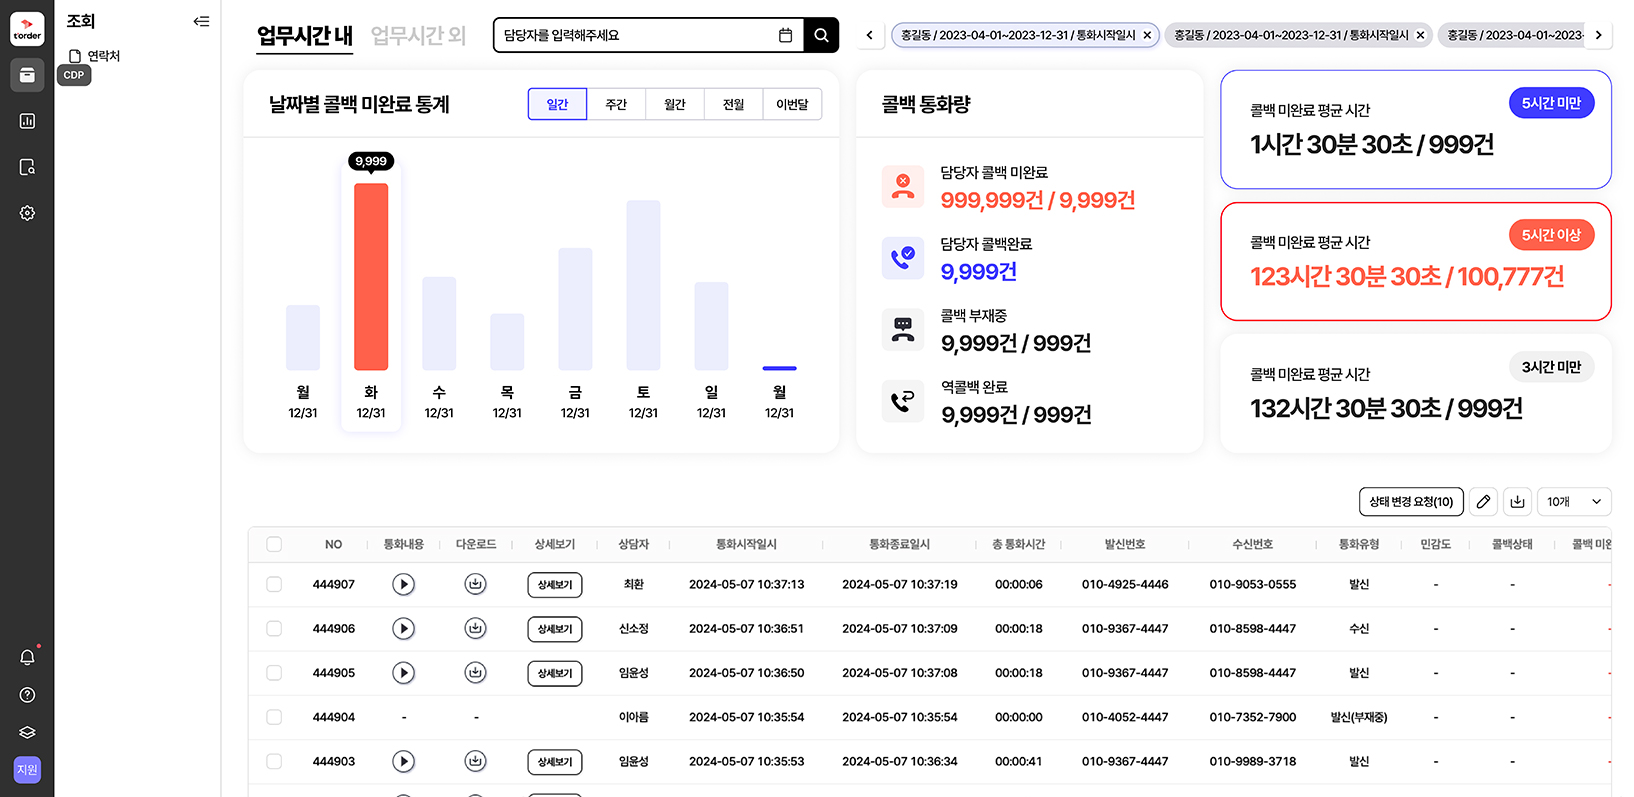 t'order
조회
연락처
CDP
지원
업무시간 내
업무시간 외
담당자를 입력해주세요
홍길동 / 2023-04-01~2023-12-31 / 통화시작일시
홍길동 / 2023-04-01~2023-12-31 / 통화시작일시
홍길동 / 2023-04-01~2023-
날짜별 콜백 미완료 통계
일간 주간 월간 전월 이번달
9,999
월 화 수 목 금 토 일 월
12/31 12/31 12/31 12/31 12/31 12/31 12/31 12/31
콜백 통화량
담당자 콜백 미완료
999,999건 / 9,999건
담당자 콜백완료
9,999건
콜백 부재중
9,999건 / 999건
역콜백 완료
9,999건 / 999건
콜백 미완료 평균 시간
5시간 미만
1시간 30분 30초 / 999건
콜백 미완료 평균 시간
5시간 이상
123시간 30분 30초 / 100,777건
콜백 미완료 평균 시간
3시간 미만
132시간 30분 30초 / 999건
상태 변경 요청(10)
10개
NO 통화내용 다운로드 상세보기 상담자 통화시작일시 통화종료일시 총 통화시간 발신번호 수신번호 통화유형 민감도 콜백상태 콜백 미완
444907 상세보기 최환 2024-05-07 10:37:13 2024-05-07 10:37:19 00:00:06 010-4925-4446 010-9053-0555 발신 - - -
444906 상세보기 신소정 2024-05-07 10:36:51 2024-05-07 10:37:09 00:00:18 010-9367-4447 010-8598-4447 수신 - - -
444905 상세보기 임윤성 2024-05-07 10:36:50 2024-05-07 10:37:08 00:00:18 010-9367-4447 010-8598-4447 발신 - - -
444904 - - 이아름 2024-05-07 10:35:54 2024-05-07 10:35:54 00:00:00 010-4052-4447 010-7352-7900 발신(부재중) - - -
444903 상세보기 임윤성 2024-05-07 10:35:53 2024-05-07 10:36:34 00:00:41 010-9367-4447 010-9989-3718 발신 - - -